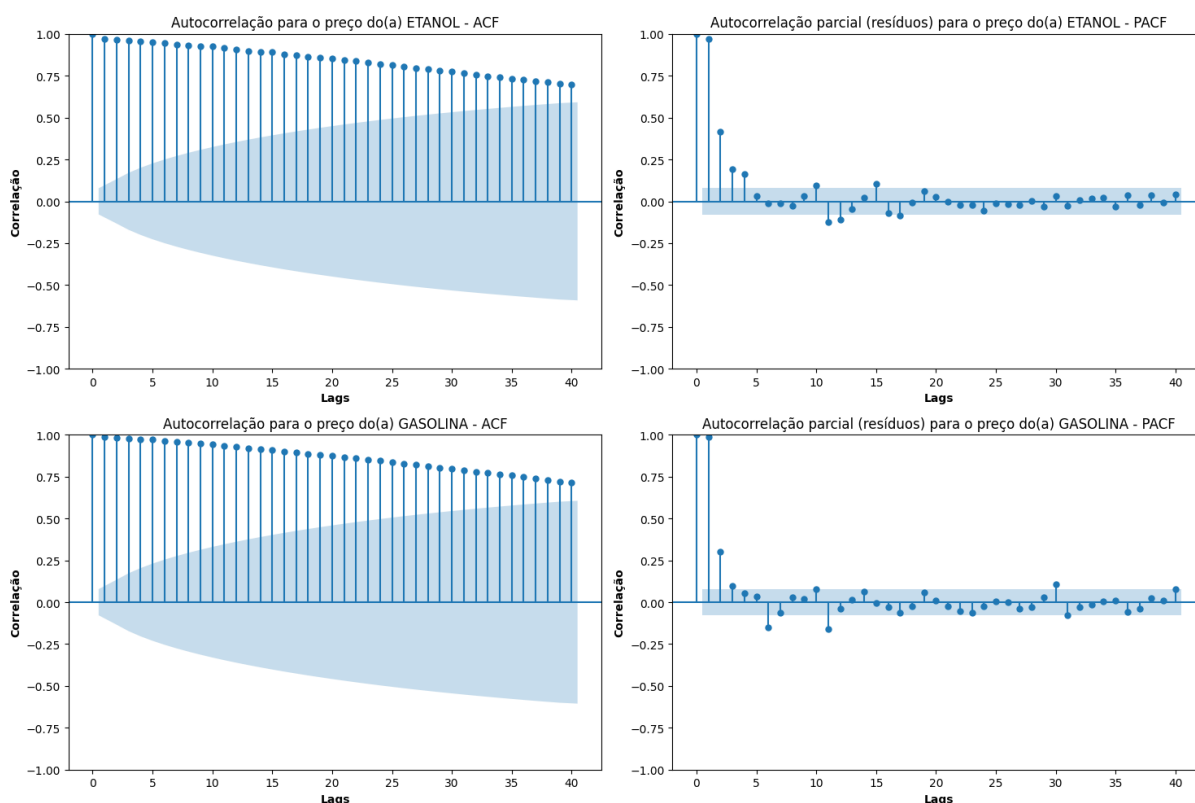 Autocorrelação para o preço do(a) ETANOL - ACF
1.00
0.75
0.50
0.25
0.00
−0.25
−0.50
−0.75
−1.00
Correlação
0 5 10 15 20 25 30 35 40
Lags
Autocorrelação parcial (resíduos) para o preço do(a) ETANOL - PACF
1.00
0.75
0.50
0.25
0.00
−0.25
−0.50
−0.75
−1.00
Correlação
0 5 10 15 20 25 30 35 40
Lags
Autocorrelação para o preço do(a) GASOLINA - ACF
1.00
0.75
0.50
0.25
0.00
−0.25
−0.50
−0.75
−1.00
Correlação
0 5 10 15 20 25 30 35 40
Lags
Autocorrelação parcial (resíduos) para o preço do(a) GASOLINA - PACF
1.00
0.75
0.50
0.25
0.00
−0.25
−0.50
−0.75
−1.00
Correlação
0 5 10 15 20 25 30 35 40
Lags